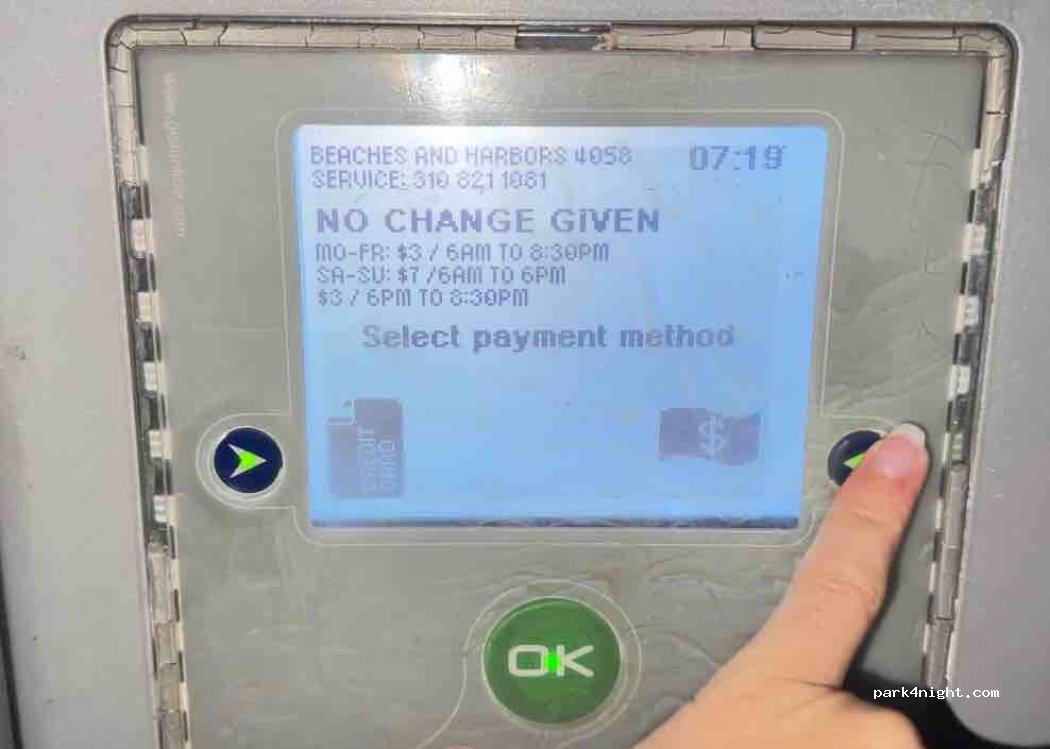 BEACHES AND HARBORS 4058
07:19
SERVICE: 310 821 1081
NO CHANGE GIVEN
MO-FR: $3 / 6AM TO 8:30PM
SA-SU: $7 /6AM TO 6PM
$3 / 6PM TO 8:30PM
Select payment method
CREDIT
CARD
$
OK
park4night.com